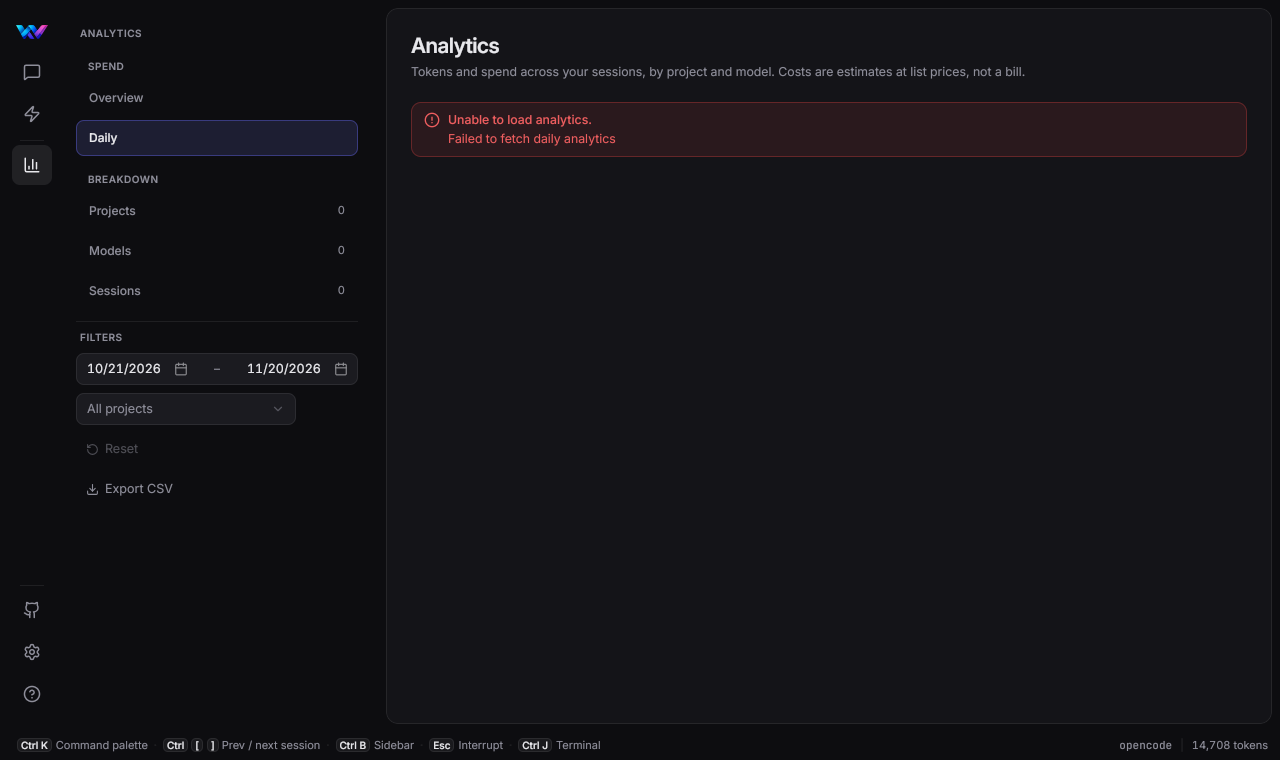 ANALYTICS
SPEND
Overview
Daily
BREAKDOWN
Projects 0
Models 0
Sessions 0
FILTERS
10/21/2026 – 11/20/2026
All projects
Reset
Export CSV
Analytics
Tokens and spend across your sessions, by project and model. Costs are estimates at list prices, not a bill.
Unable to load analytics.
Failed to fetch daily analytics
Ctrl K Command palette · Ctrl [ ] Prev / next session · Ctrl B Sidebar · Esc Interrupt · Ctrl J Terminal
opencode 14,708 tokens